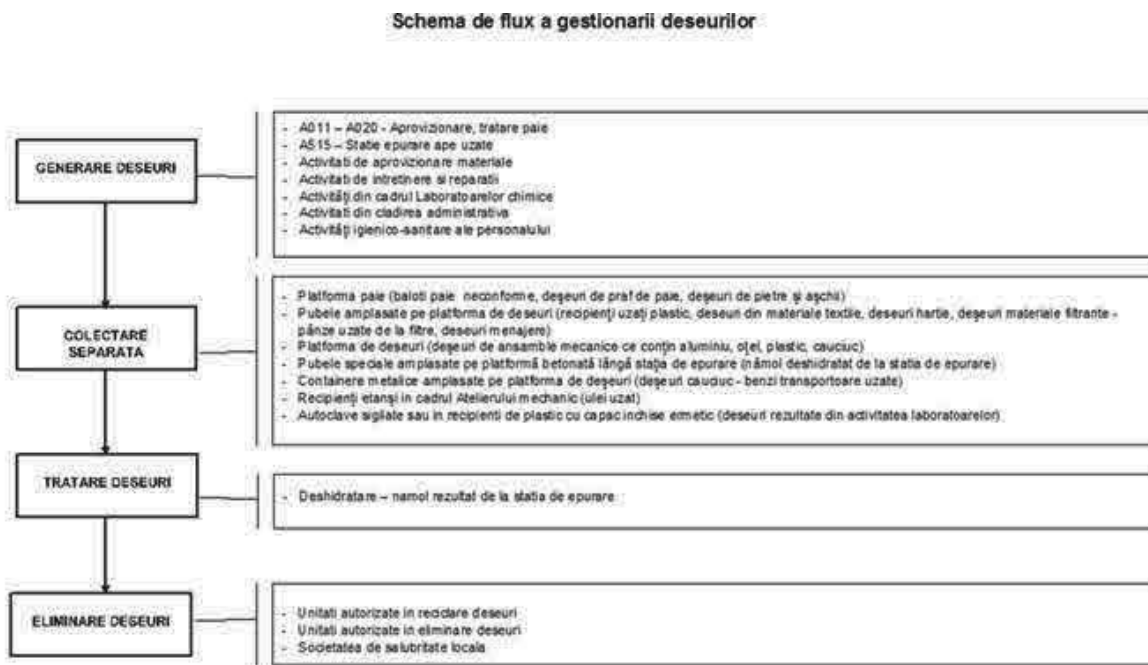 Schema de flux a gestionarii deseurilor
GENERARE DESEURI
- A011 – A020 - Aprovizionare, tratare paie
- A515 – Statie epurare ape uzate
- Activitati de aprovizionare materiale
- Activitati de intretinere si reparatii
- Activităţi din cadrul Laboratoarelor chimice
- Activitati din cladirea administrativa
- Activităţi igienico-sanitare ale personalului
COLECTARE
SEPARATA
- Platforma paie (baloti paie neconforme, deşeuri de praf de paie, deşeuri de pietre şi aşchii)
- Pubele amplasate pe platforma de deseuri (recipienţi uzaţi plastic, deseuri din materiale textile, deseuri hartie, deşeuri materiale filtrante -
pânze uzate de la filtre, deseuri menajere)
- Platforma de deseuri (deşeuri de ansamble mecanice ce conţin aluminiu, oţel, plastic, cauciuc)
- Pubele speciale amplasate pe platformă betonată lângă staţia de epurare (nămol deshidratat de la statia de epurare)
- Containere metalice amplasate pe platforma de deşeuri (deşeuri cauciuc - benzi transportoare uzate)
- Recipienţi etanşi in cadrul Atelierului mechanic (ulei uzat)
- Autoclave sigilate sau in recipienti de plastic cu capac inchise ermetic (deseuri rezultate din activitatea laboratoarelor)
TRATARE DESEURI
- Deshidratare – namol rezultat de la statia de epurare
ELIMINARE DESEURI
- Unitati autorizate in reciclare deseuri
- Unitati autorizate in eliminare deseuri
- Societatea de salubritate locala